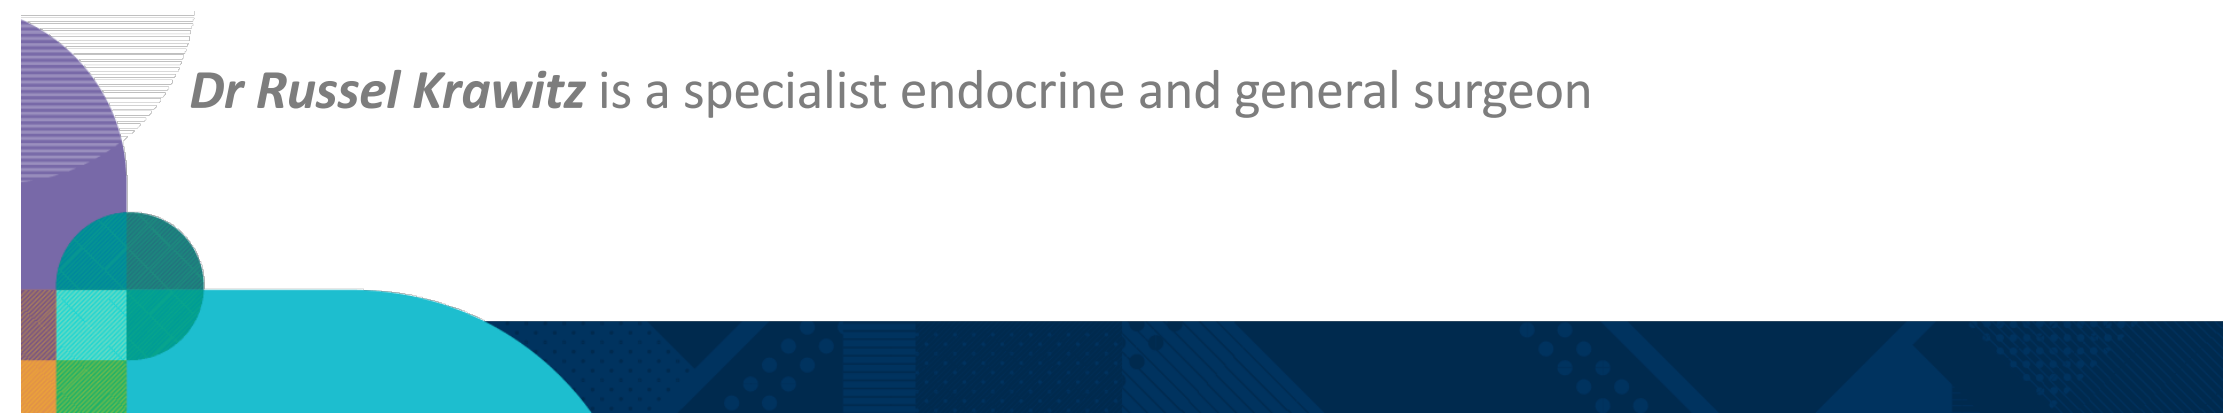 Dr Russel Krawitz is a specialist endocrine and general surgeon